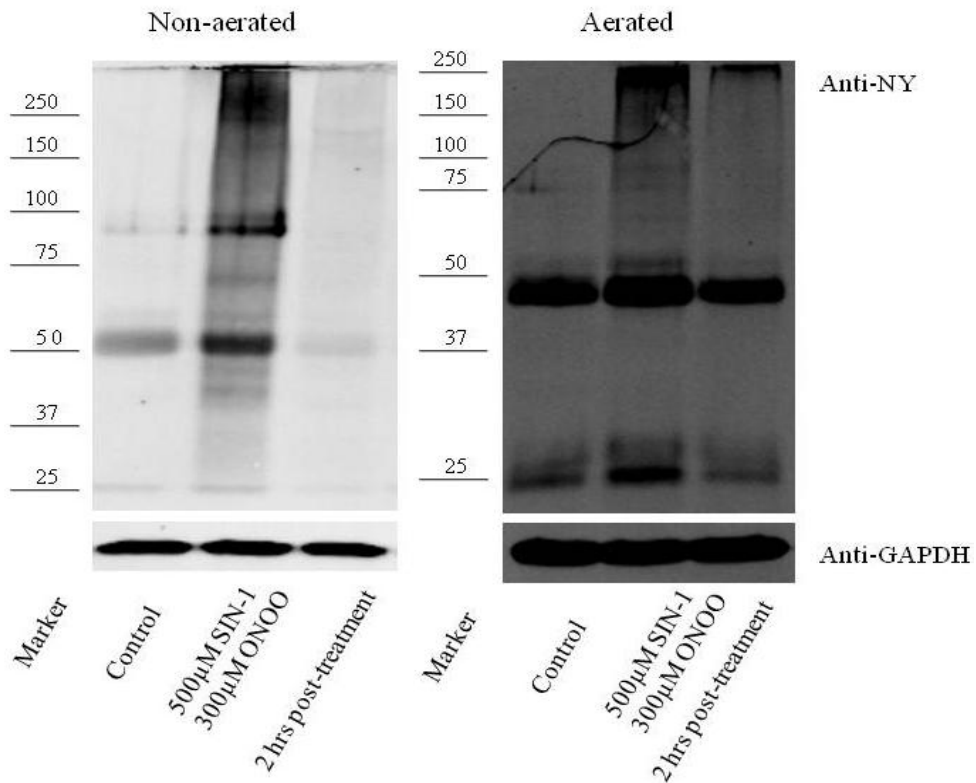 Non-aerated
Aerated
250
150
100
75
50
37
25
250
150
100
75
50
37
25
Anti-NY
Anti-GAPDH
Marker
Control
500µM SIN-1
300µM ONOO
2 hrs post-treatment
Marker
Control
500µM SIN-1
300µM ONOO
2 hrs post-treatment